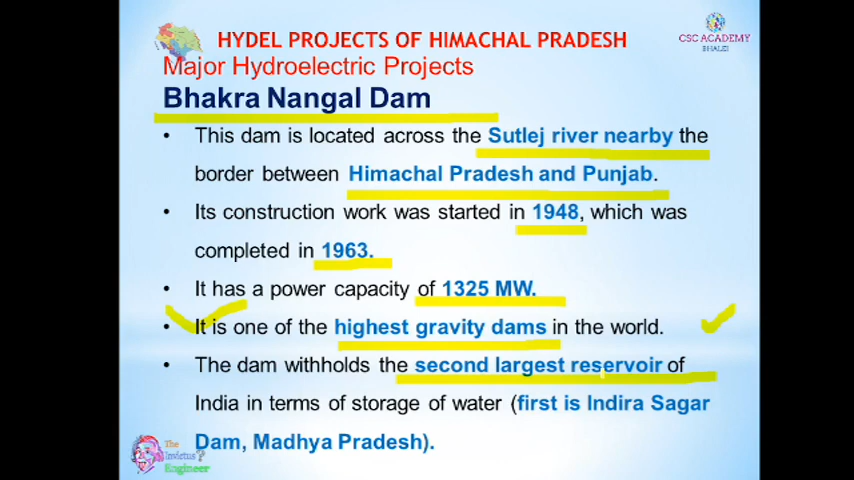 HYDEL PROJECTS OF HIMACHAL PRADESH
CSC ACADEMY
BHALEI
Major Hydroelectric Projects
Bhakra Nangal Dam
• This dam is located across the Sutlej river nearby the
border between Himachal Pradesh and Punjab.
• Its construction work was started in 1948, which was
completed in 1963.
• It has a power capacity of 1325 MW.
• It is one of the highest gravity dams in the world.
• The dam withholds the second largest reservoir of
India in terms of storage of water (first is Indira Sagar
Dam, Madhya Pradesh).
The
Invictus
Engineer